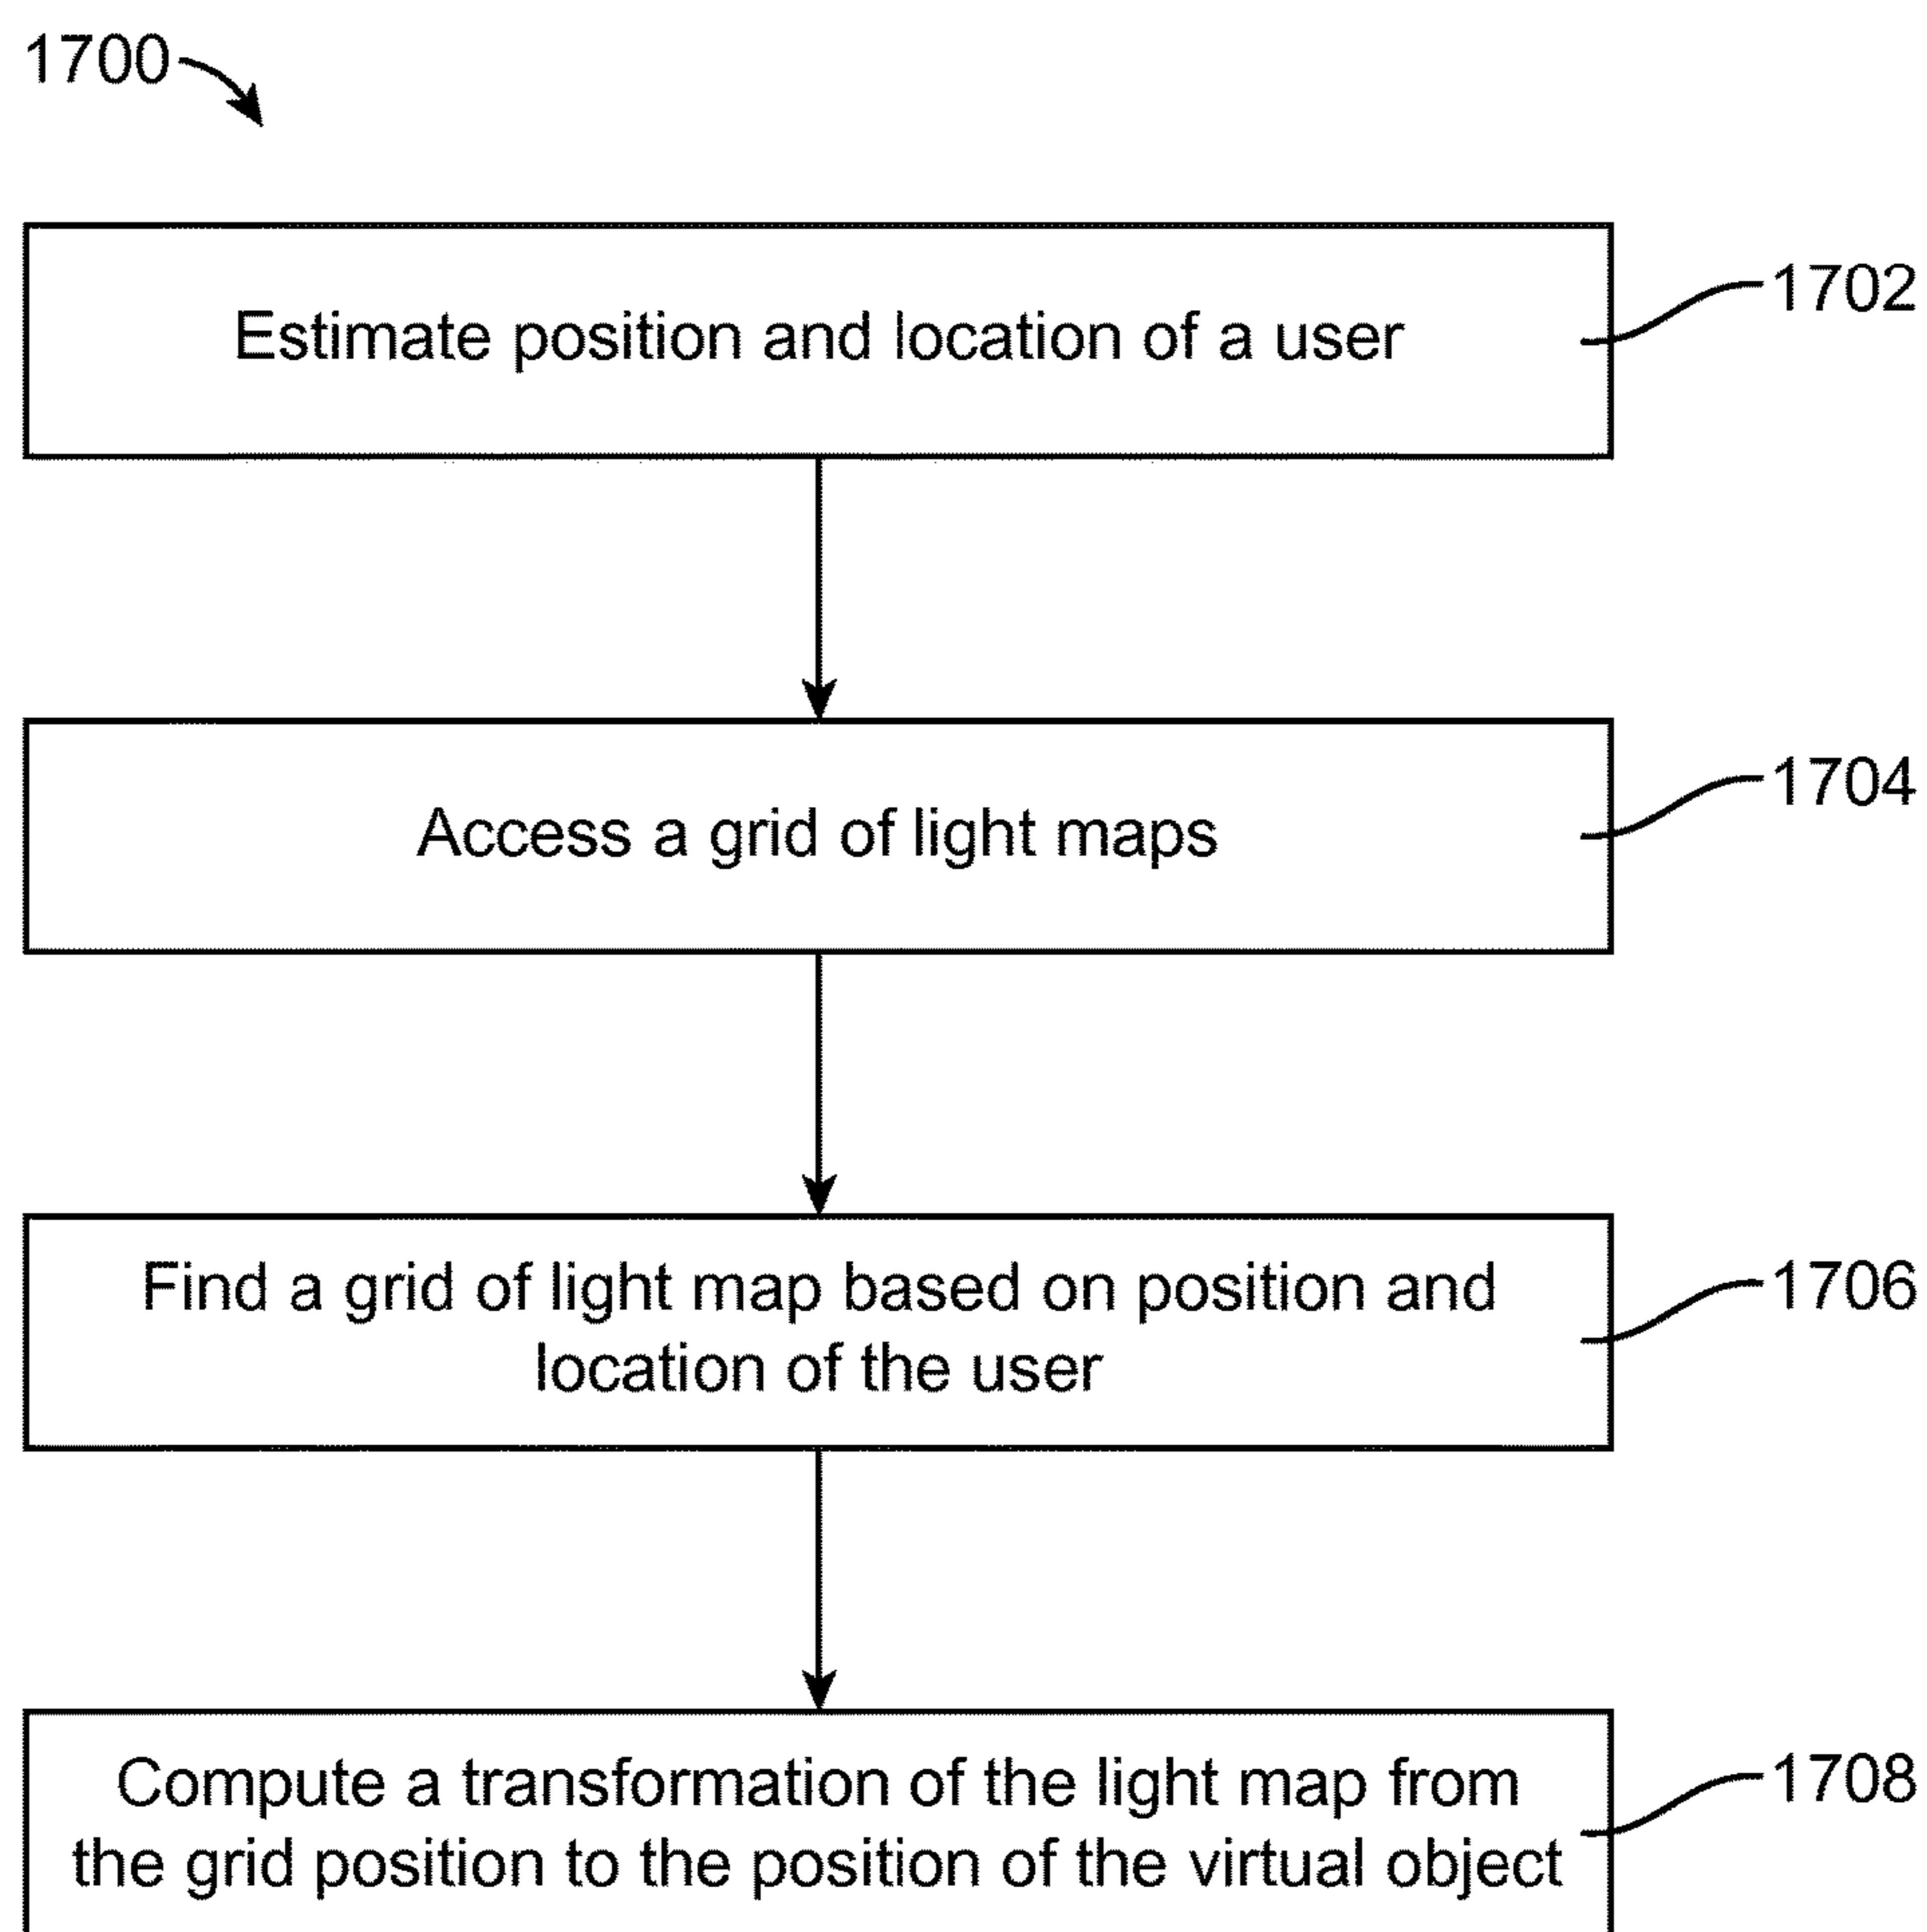 1700
Estimate position and location of a user
1702
Access a grid of light maps
1704
Find a grid of light map based on position and
location of the user
1706
Compute a transformation of the light map from
the grid position to the position of the virtual object
1708